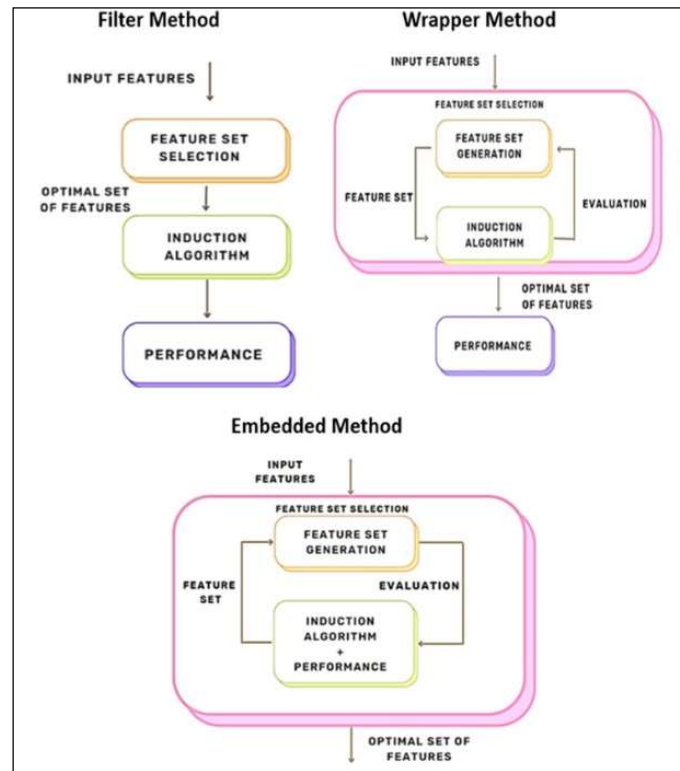 Filter Method
INPUT FEATURES
FEATURE SET
SELECTION
OPTIMAL SET
OF FEATURES
INDUCTION
ALGORITHM
PERFORMANCE
Wrapper Method
INPUT FEATURES
FEATURE SET SELECTION
FEATURE SET
GENERATION
FEATURE SET
EVALUATION
INDUCTION
ALGORITHM
OPTIMAL SET
OF FEATURES
PERFORMANCE
Embedded Method
INPUT
FEATURES
FEATURE SET SELECTION
FEATURE SET
GENERATION
FEATURE
SET
EVALUATION
INDUCTION
ALGORITHM
+
PERFORMANCE
OPTIMAL SET OF
FEATURES